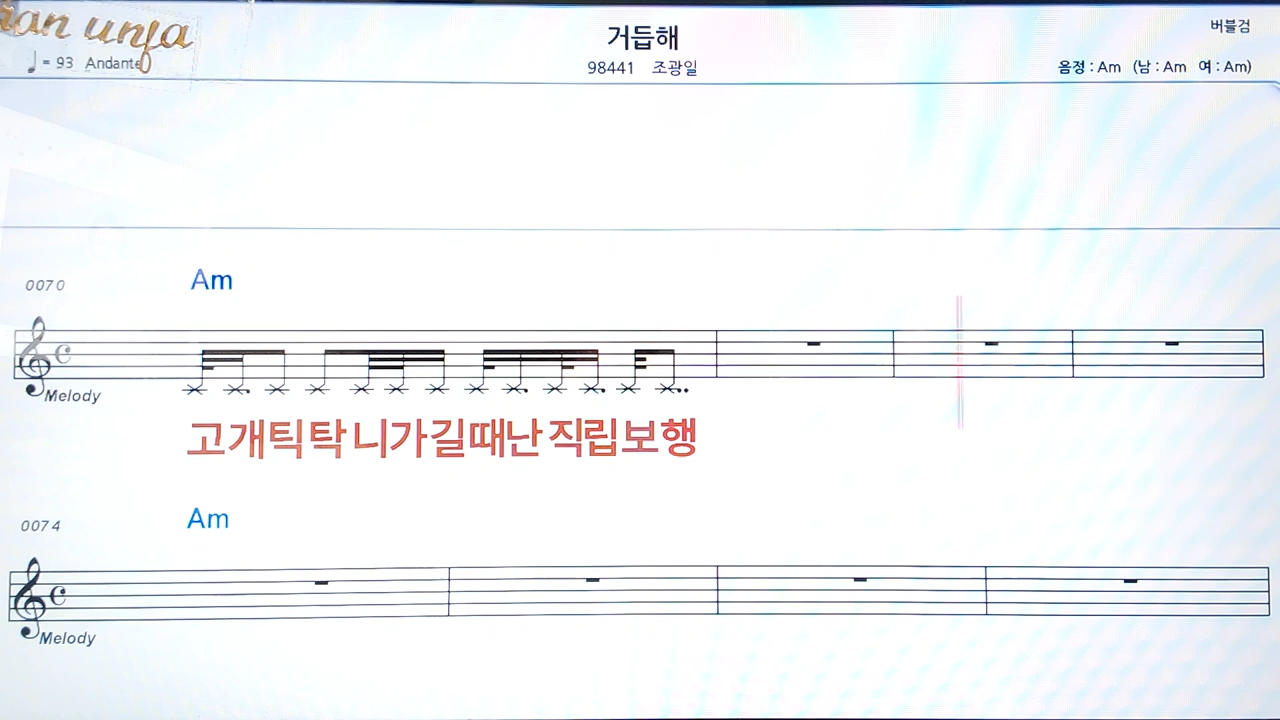 unja
거듭해
버블검
♩ = 93 Andante
98441 조광일
음정 : Am (남 : Am 여 : Am)
0070
Am
Melody
고개틱탁 니가길때난 직립보행
0074
Am
Melody